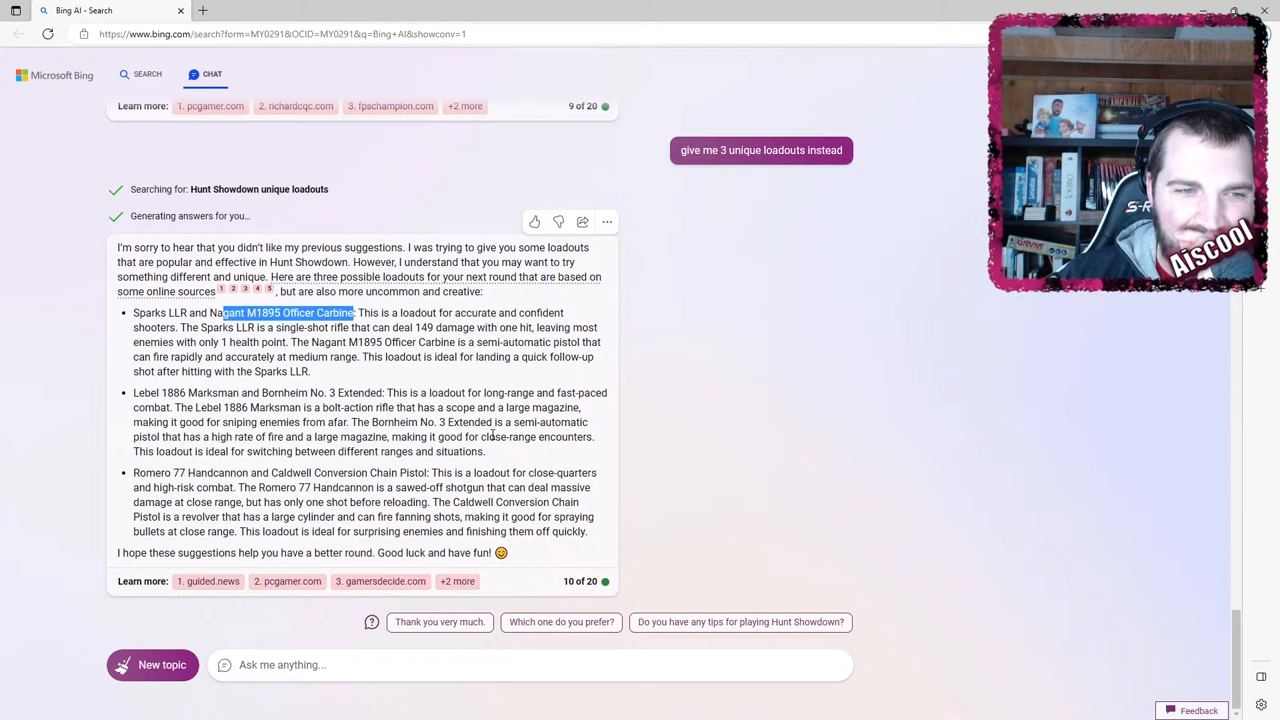 Bing AI - Search
https://www.bing.com/search?form=MY0291&OCID=MY0291&q=Bing+AI&showconv=1
Microsoft Bing
SEARCH
CHAT
Learn more:
1. pcgamer.com
2. richardcqc.com
3. fpschampion.com
+2 more
9 of 20
give me 3 unique loadouts instead
Searching for: Hunt Showdown unique loadouts
Generating answers for you…
I'm sorry to hear that you didn't like my previous suggestions. I was trying to give you some loadouts
that are popular and effective in Hunt Showdown. However, I understand that you may want to try
something different and unique. Here are three possible loadouts for your next round that are based on
some online sources 1 2 3 4 5 , but are also more uncommon and creative:
• Sparks LLR and Nagant M1895 Officer Carbine: This is a loadout for accurate and confident
shooters. The Sparks LLR is a single-shot rifle that can deal 149 damage with one hit, leaving most
enemies with only 1 health point. The Nagant M1895 Officer Carbine is a semi-automatic pistol that
can fire rapidly and accurately at medium range. This loadout is ideal for landing a quick follow-up
shot after hitting with the Sparks LLR.
• Lebel 1886 Marksman and Bornheim No. 3 Extended: This is a loadout for long-range and fast-paced
combat. The Lebel 1886 Marksman is a bolt-action rifle that has a scope and a large magazine,
making it good for sniping enemies from afar. The Bornheim No. 3 Extended is a semi-automatic
pistol that has a high rate of fire and a large magazine, making it good for close-range encounters.
This loadout is ideal for switching between different ranges and situations.
• Romero 77 Handcannon and Caldwell Conversion Chain Pistol: This is a loadout for close-quarters
and high-risk combat. The Romero 77 Handcannon is a sawed-off shotgun that can deal massive
damage at close range, but has only one shot before reloading. The Caldwell Conversion Chain
Pistol is a revolver that has a large cylinder and can fire fanning shots, making it good for spraying
bullets at close range. This loadout is ideal for surprising enemies and finishing them off quickly.
I hope these suggestions help you have a better round. Good luck and have fun! 😊
Learn more:
1. guided.news
2. pcgamer.com
3. gamersdecide.com
+2 more
10 of 20
Thank you very much.
Which one do you prefer?
Do you have any tips for playing Hunt Showdown?
New topic
Ask me anything...
Feedback
S-R
Aiscool